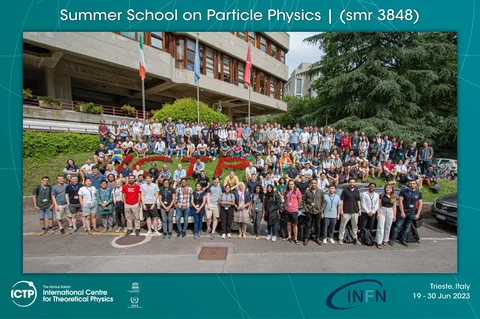 Summer School on Particle Physics | (smr 3848)
ICTP
ICTP
The Abdus Salam
International Centre
for Theoretical Physics
INFN
Trieste, Italy
19 - 30 Jun 2023